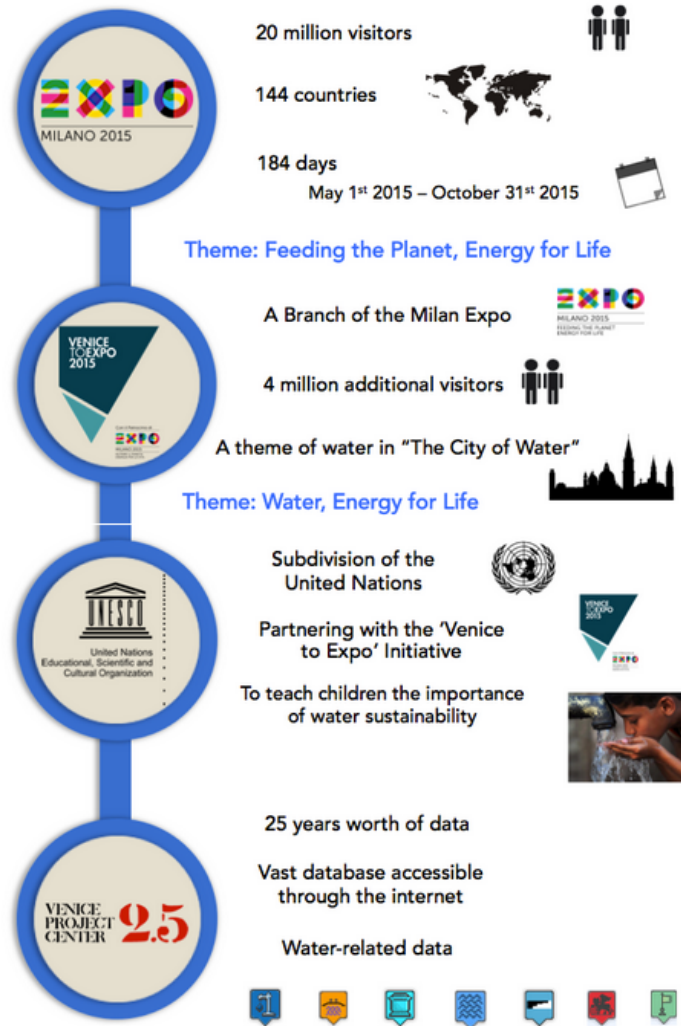 20 million visitors
EXPO
MILANO 2015
144 countries
184 days
May 1st 2015 – October 31st 2015
Theme: Feeding the Planet, Energy for Life
A Branch of the Milan Expo
EXPO
MILANO 2015
FEEDING THE PLANET
ENERGY FOR LIFE
VENICE
TO EXPO
2015
EXPO
MILANO 2015
4 million additional visitors
A theme of water in "The City of Water"
Theme: Water, Energy for Life
Subdivision of the
United Nations
UNESCO
United Nations
Educational, Scientific and
Cultural Organization
Partnering with the 'Venice
to Expo' Initiative
VENICE
TO EXPO
2015
EXPO
To teach children the importance
of water sustainability
25 years worth of data
Vast database accessible
through the internet
VENICE
PROJECT
CENTER
2.5
Water-related data